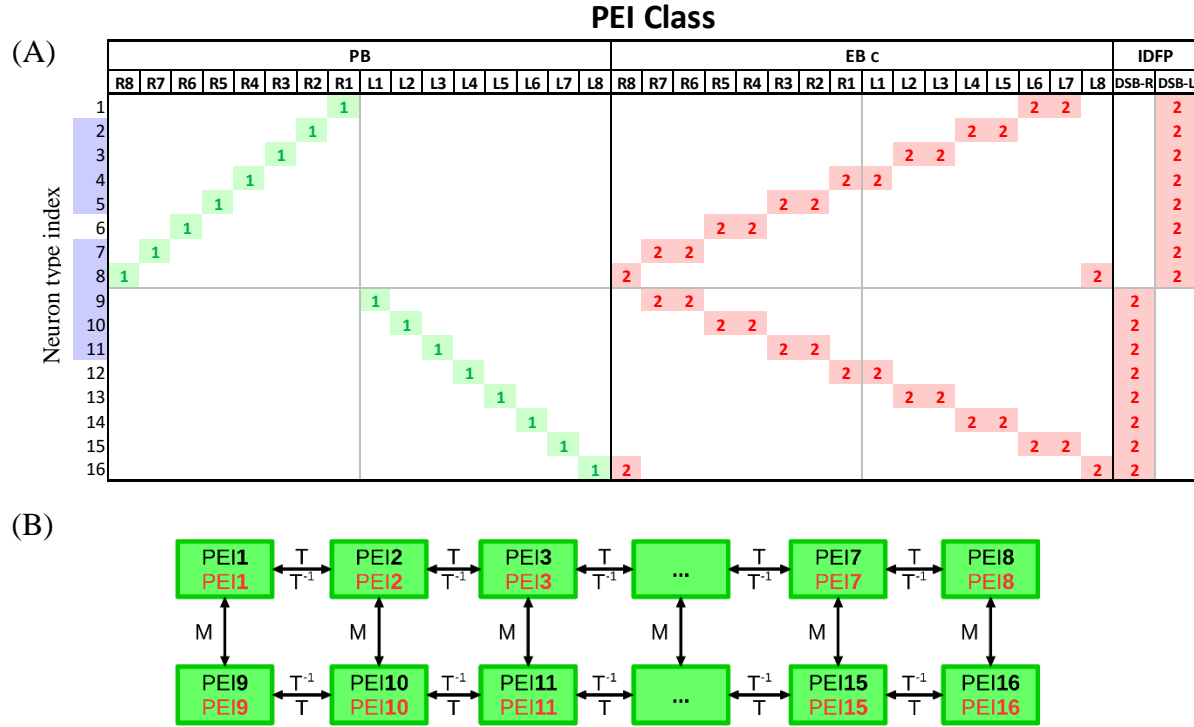 PEI Class
(A)
PB EB c IDFP
R8 R7 R6 R5 R4 R3 R2 R1 L1 L2 L3 L4 L5 L6 L7 L8 R8 R7 R6 R5 R4 R3 R2 R1 L1 L2 L3 L4 L5 L6 L7 L8 DSB-R DSB-L
Neuron type index
1 1 2 2 2
2 1 2 2 2
3 1 2 2 2
4 1 2 2 2
5 1 2 2 2
6 1 2 2 2
7 1 2 2 2
8 1 2 2 2
9 1 2 2 2
10 1 2 2 2
11 1 2 2 2
12 1 2 2 2
13 1 2 2 2
14 1 2 2 2
15 1 2 2 2
16 1 2 2 2
(B)
PEI1 T PEI2 T PEI3 T ... T PEI7 T PEI8
PEI1 T-1 PEI2 T-1 PEI3 T-1 T-1 PEI7 T-1 PEI8
M M M M M M
PEI9 T-1 PEI10 T-1 PEI11 T-1 ... T-1 PEI15 T-1 PEI16
PEI9 T PEI10 T PEI11 T T PEI15 T PEI16